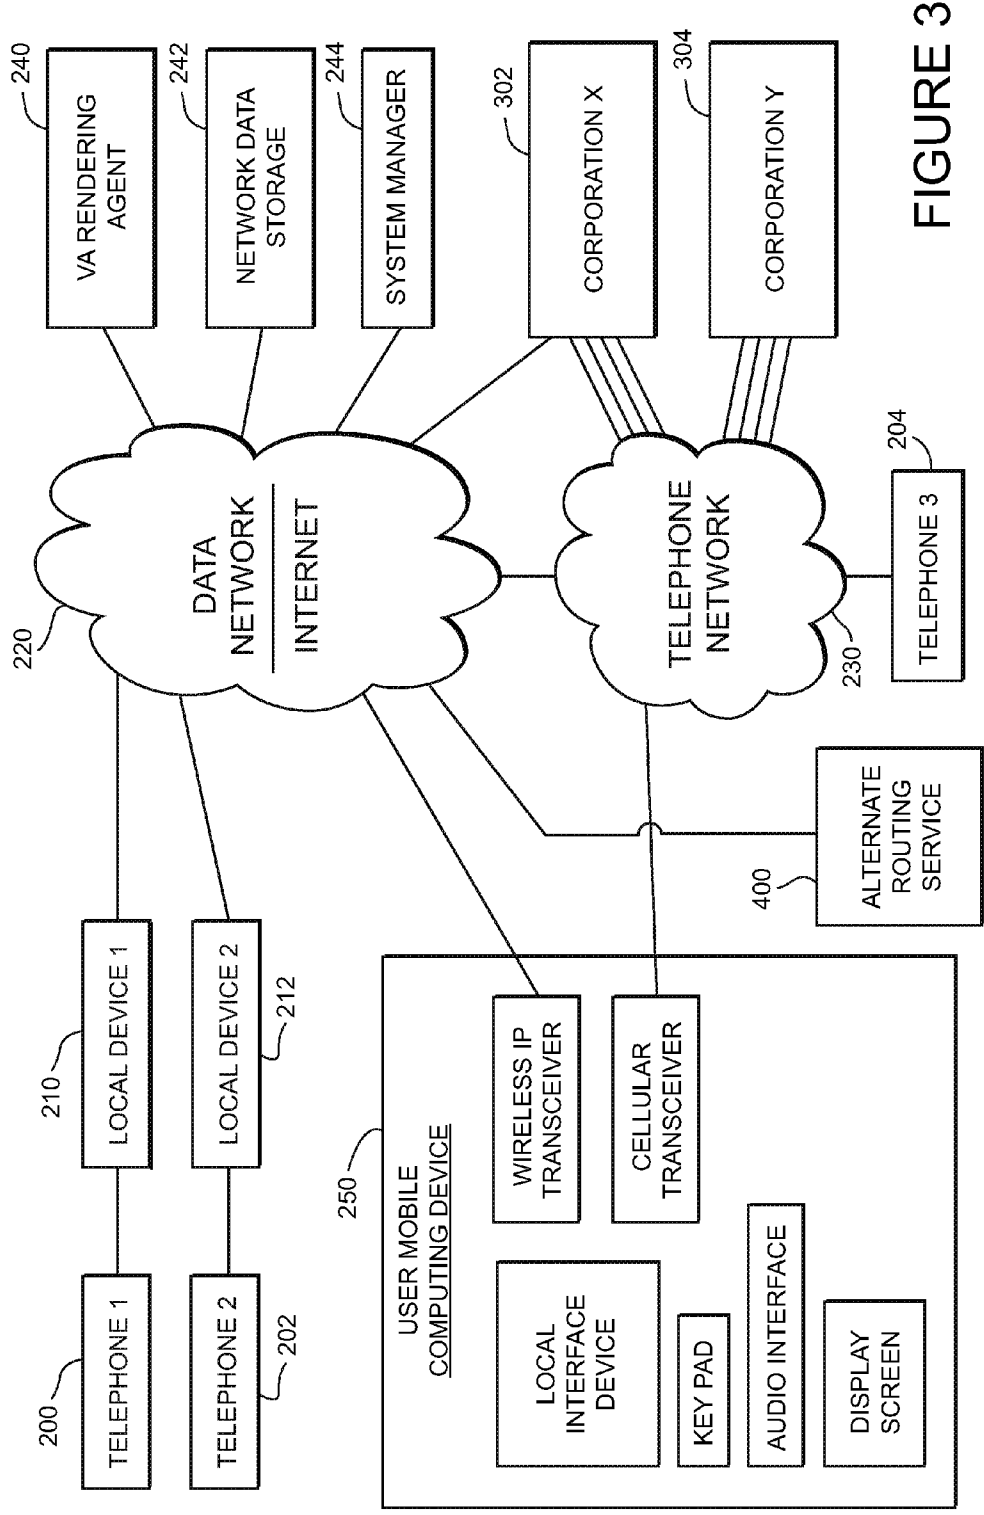 200
TELEPHONE 1
210
LOCAL DEVICE 1
220
DATA
NETWORK
INTERNET
240
VA RENDERING
AGENT
TELEPHONE 2
202
LOCAL DEVICE 2
212
242
NETWORK DATA
STORAGE
244
SYSTEM MANAGER
250
USER MOBILE
COMPUTING DEVICE
LOCAL
INTERFACE
DEVICE
WIRELESS IP
TRANSCEIVER
CELLULAR
TRANSCEIVER
KEY PAD
AUDIO INTERFACE
DISPLAY
SCREEN
TELEPHONE
NETWORK
230
302
CORPORATION X
304
CORPORATION Y
400
ALTERNATE
ROUTING
SERVICE
204
TELEPHONE 3
FIGURE 3